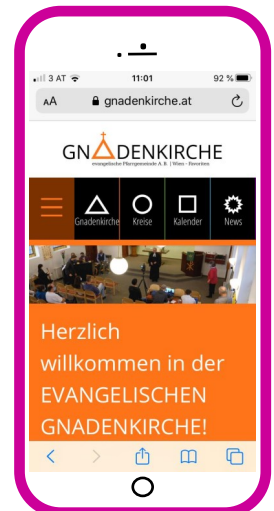 3 AT 11:01 92 %
AA gnadenkirche.at
GNADENKIRCHE
evangelische Pfarrgemeinde A.B. | Wien - Favoriten
Gnadenkirche Kreise Kalender News
Herzlich
willkommen in der
EVANGELISCHEN
GNADENKIRCHE!